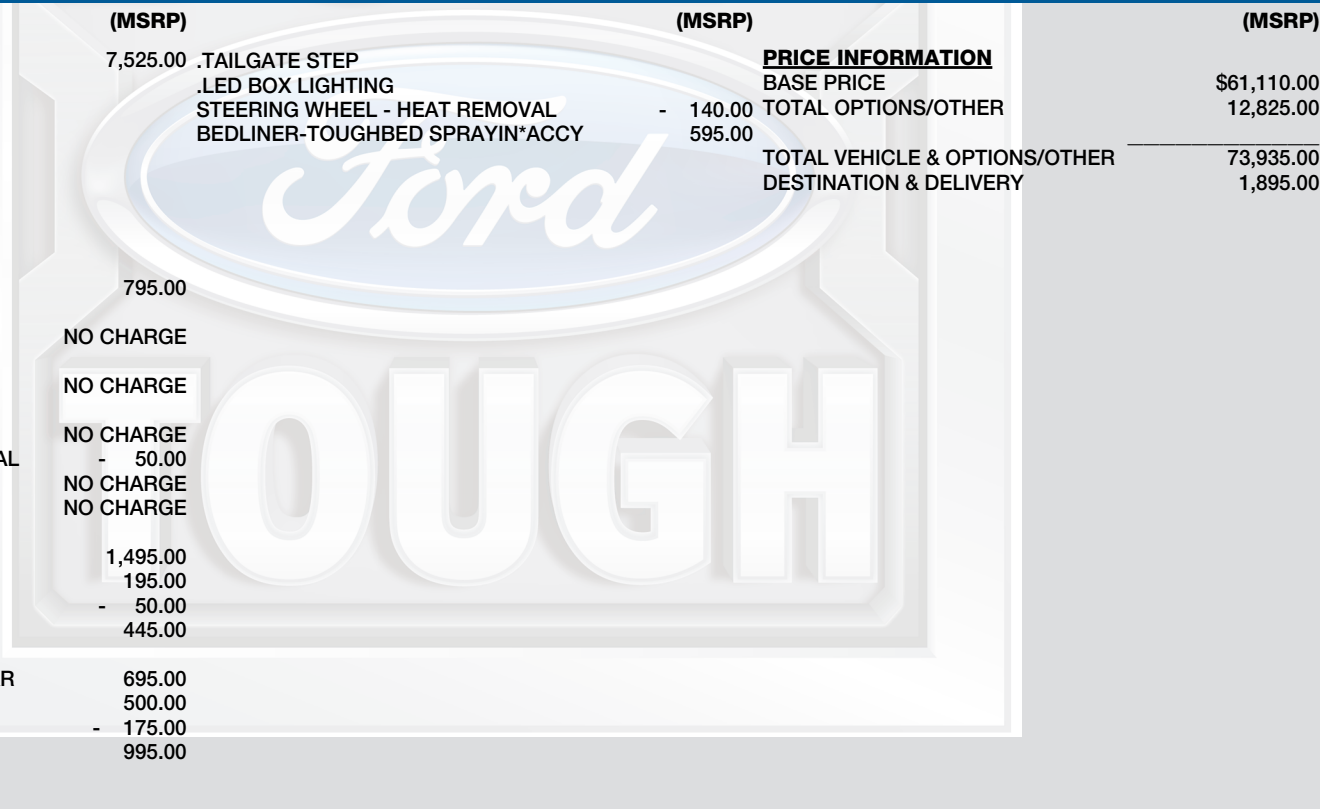 (MSRP)
7,525.00
795.00
NO CHARGE
NO CHARGE
NO CHARGE
AL - 50.00
NO CHARGE
NO CHARGE
1,495.00
195.00
- 50.00
445.00
R 695.00
500.00
- 175.00
995.00
(MSRP)
.TAILGATE STEP
.LED BOX LIGHTING
STEERING WHEEL - HEAT REMOVAL - 140.00
BEDLINER-TOUGHBED SPRAYIN*ACCY 595.00
(MSRP)
PRICE INFORMATION
BASE PRICE $61,110.00
TOTAL OPTIONS/OTHER 12,825.00
TOTAL VEHICLE & OPTIONS/OTHER 73,935.00
DESTINATION & DELIVERY 1,895.00
Ford
TOUGH